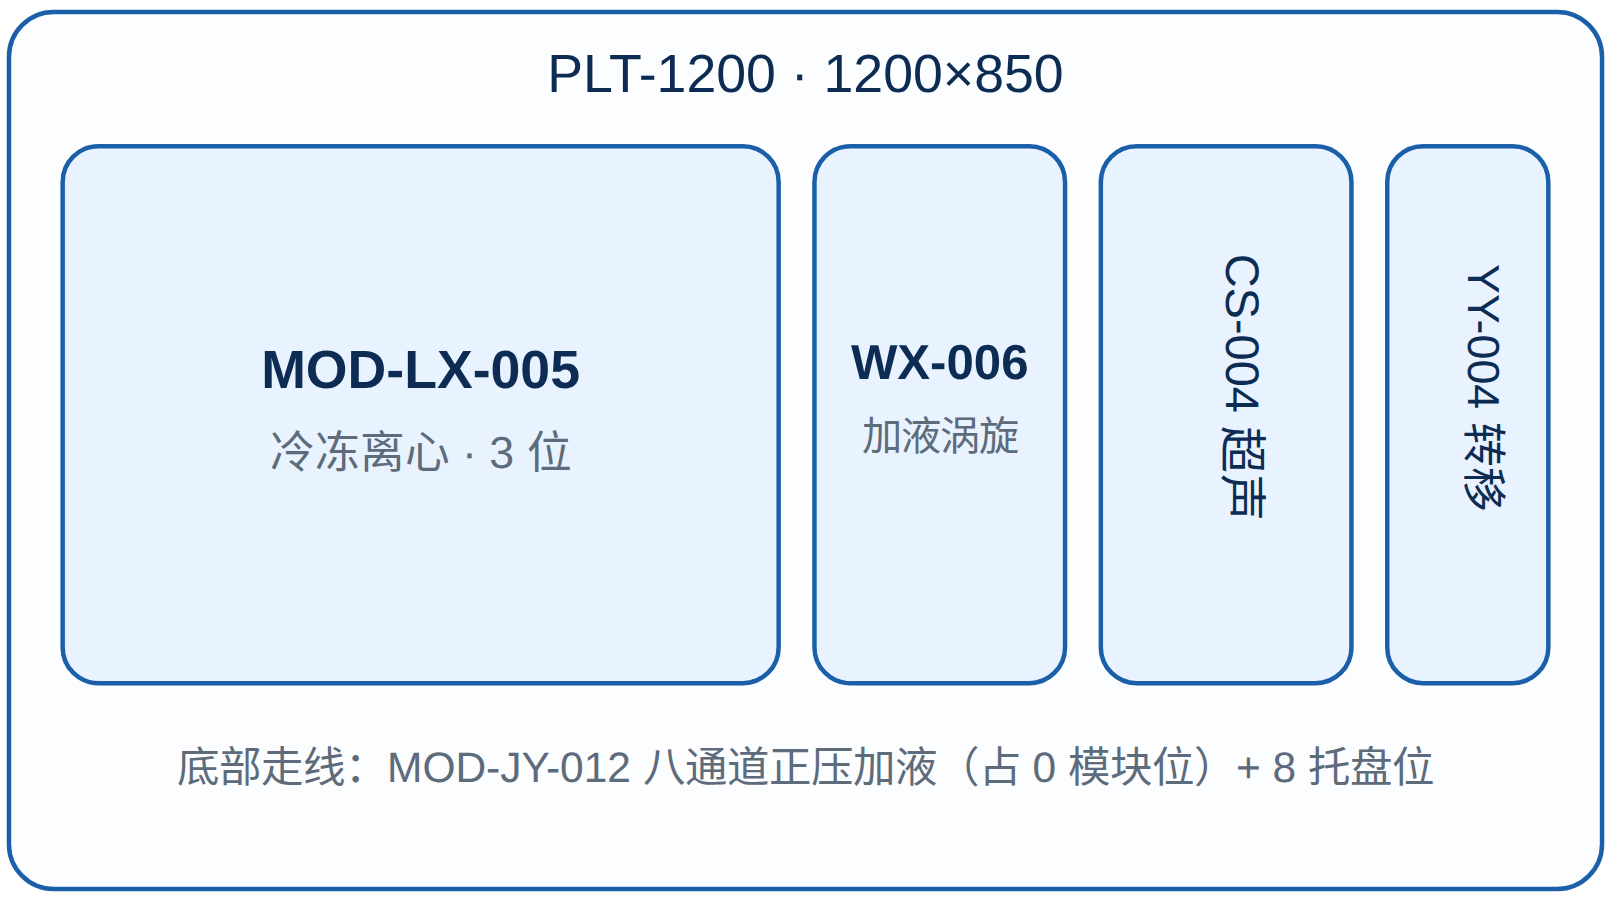 PLT-1200 · 1200×850
MOD-LX-005
冷冻离心 · 3 位
WX-006
加液涡旋
CS-004 超声
YY-004 转移
底部走线：MOD-JY-012 八通道正压加液（占 0 模块位）+ 8 托盘位